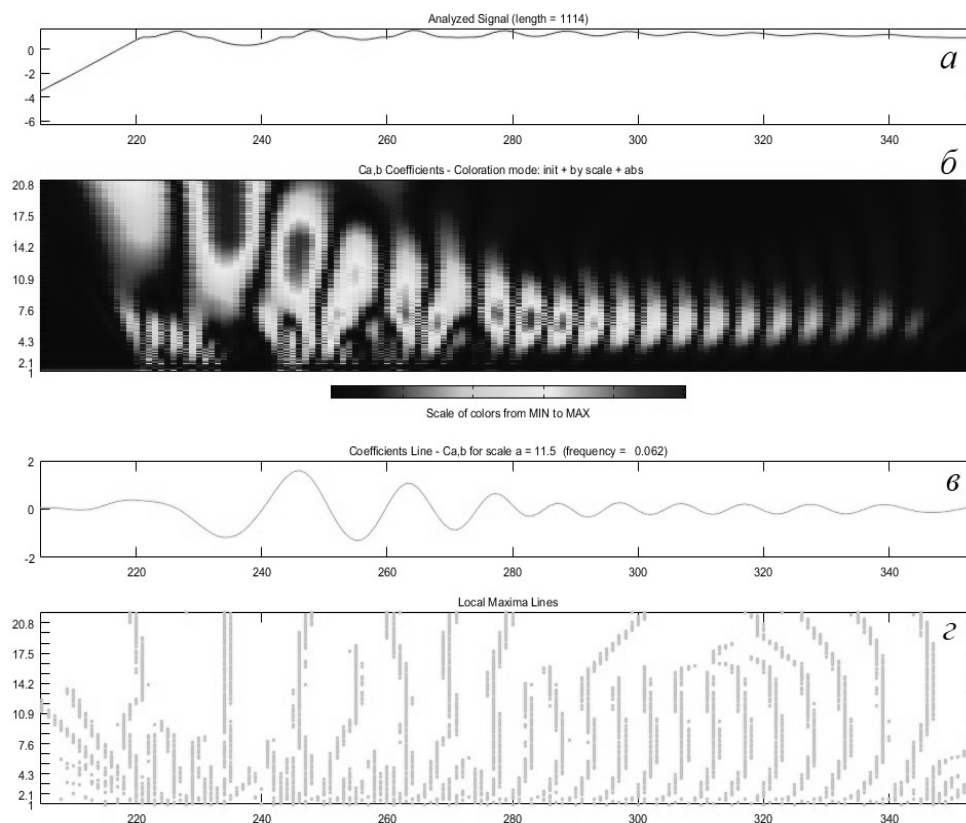 Analyzed Signal (length = 1114)
0
-2
-4
-6
а
220 240 260 280 300 320 340
Ca,b Coefficients - Coloration mode: init + by scale + abs
б
20.8
17.5
14.2
10.9
7.6
4.3
2.1
1
Scale of colors from MIN to MAX
Coefficients Line - Ca,b for scale a = 11.5 (frequency = 0.062)
2
0
-2
в
220 240 260 280 300 320 340
Local Maxima Lines
20.8
17.5
14.2
10.9
7.6
4.3
2.1
1
г
220 240 260 280 300 320 340